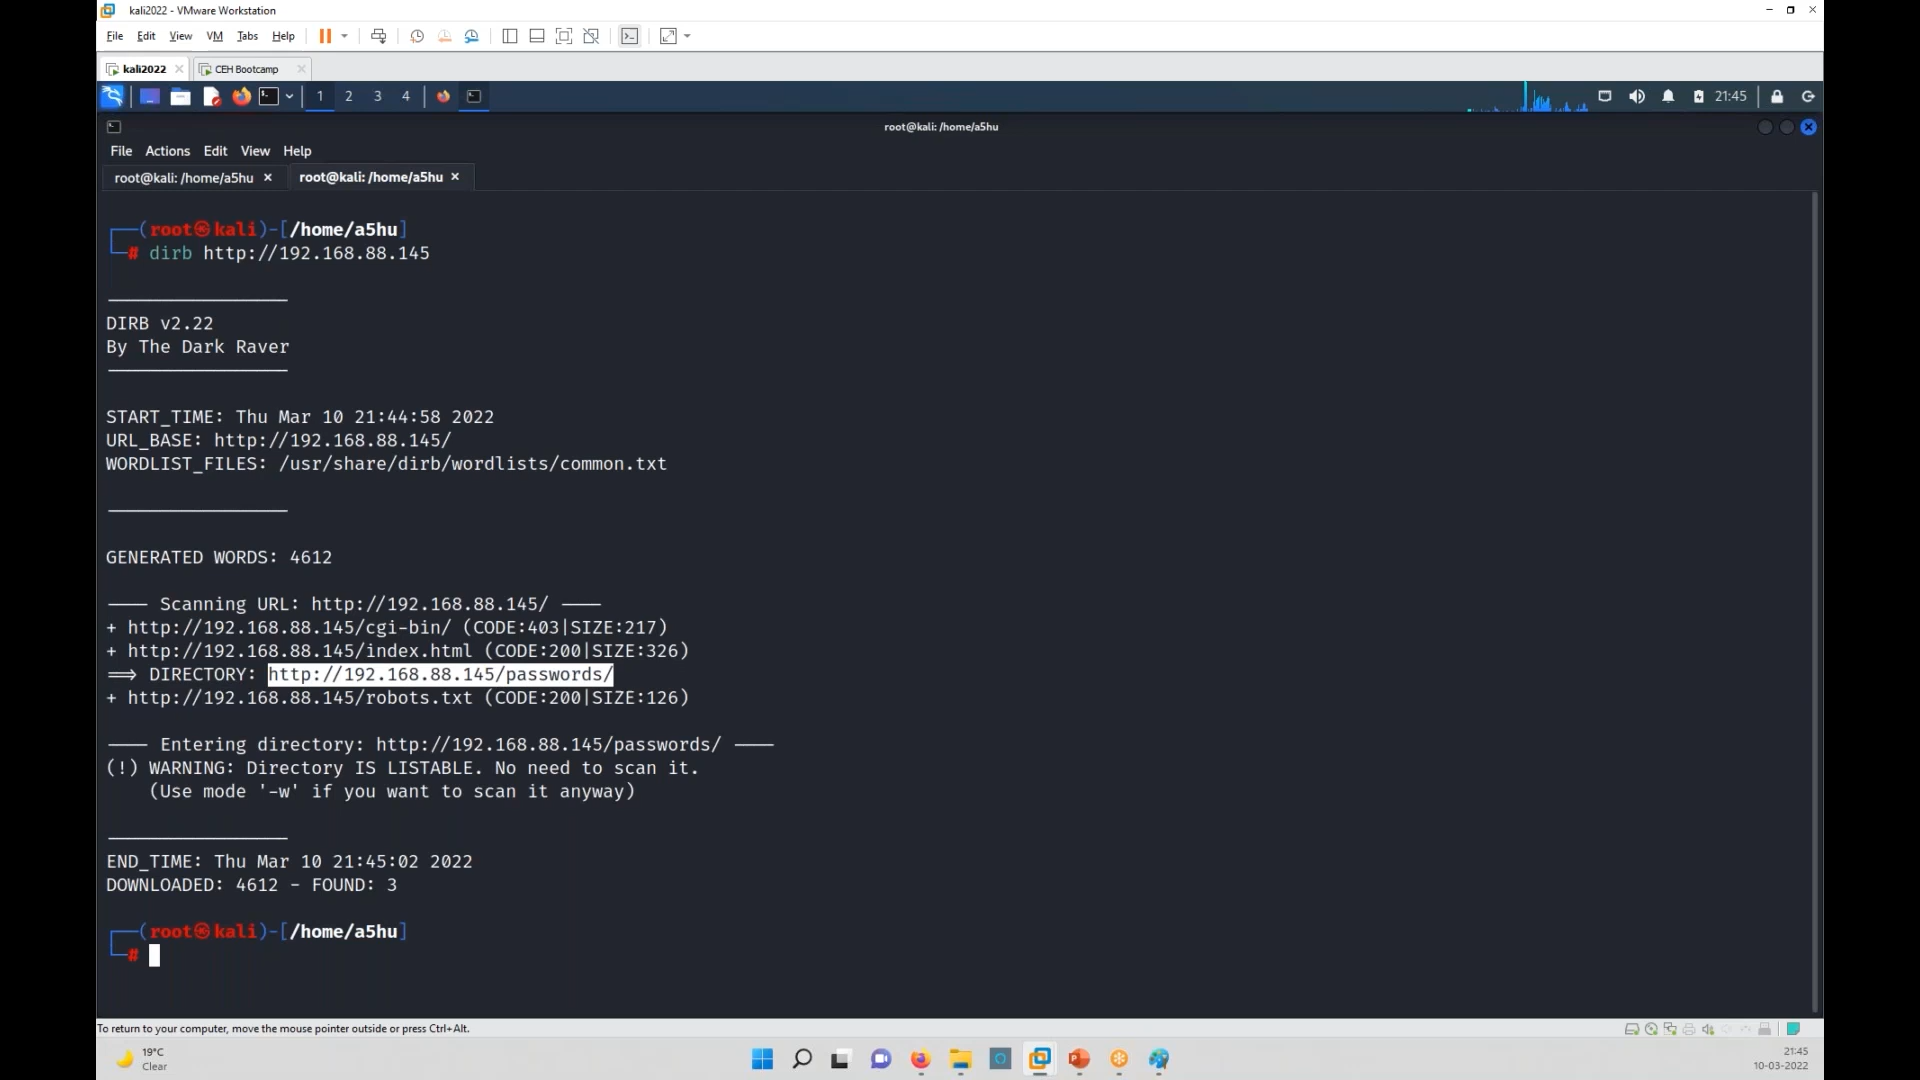 kali2022 - VMware Workstation
File Edit View VM Tabs Help
kali2022 CEH Bootcamp
1 2 3 4 21:45
root@kali: /home/a5hu
File Actions Edit View Help
root@kali: /home/a5hu root@kali: /home/a5hu
(root㉿kali)-[/home/a5hu]
# dirb http://192.168.88.145
-----------------
DIRB v2.22
By The Dark Raver
-----------------
START_TIME: Thu Mar 10 21:44:58 2022
URL_BASE: http://192.168.88.145/
WORDLIST_FILES: /usr/share/dirb/wordlists/common.txt
-----------------
GENERATED WORDS: 4612
---- Scanning URL: http://192.168.88.145/ ----
+ http://192.168.88.145/cgi-bin/ (CODE:403|SIZE:217)
+ http://192.168.88.145/index.html (CODE:200|SIZE:326)
==> DIRECTORY: http://192.168.88.145/passwords/
+ http://192.168.88.145/robots.txt (CODE:200|SIZE:126)
---- Entering directory: http://192.168.88.145/passwords/ ----
(!) WARNING: Directory IS LISTABLE. No need to scan it.
(Use mode '-w' if you want to scan it anyway)
-----------------
END_TIME: Thu Mar 10 21:45:02 2022
DOWNLOADED: 4612 - FOUND: 3
(root㉿kali)-[/home/a5hu]
#
To return to your computer, move the mouse pointer outside or press Ctrl+Alt.
19°C
Clear
21:45
10-03-2022